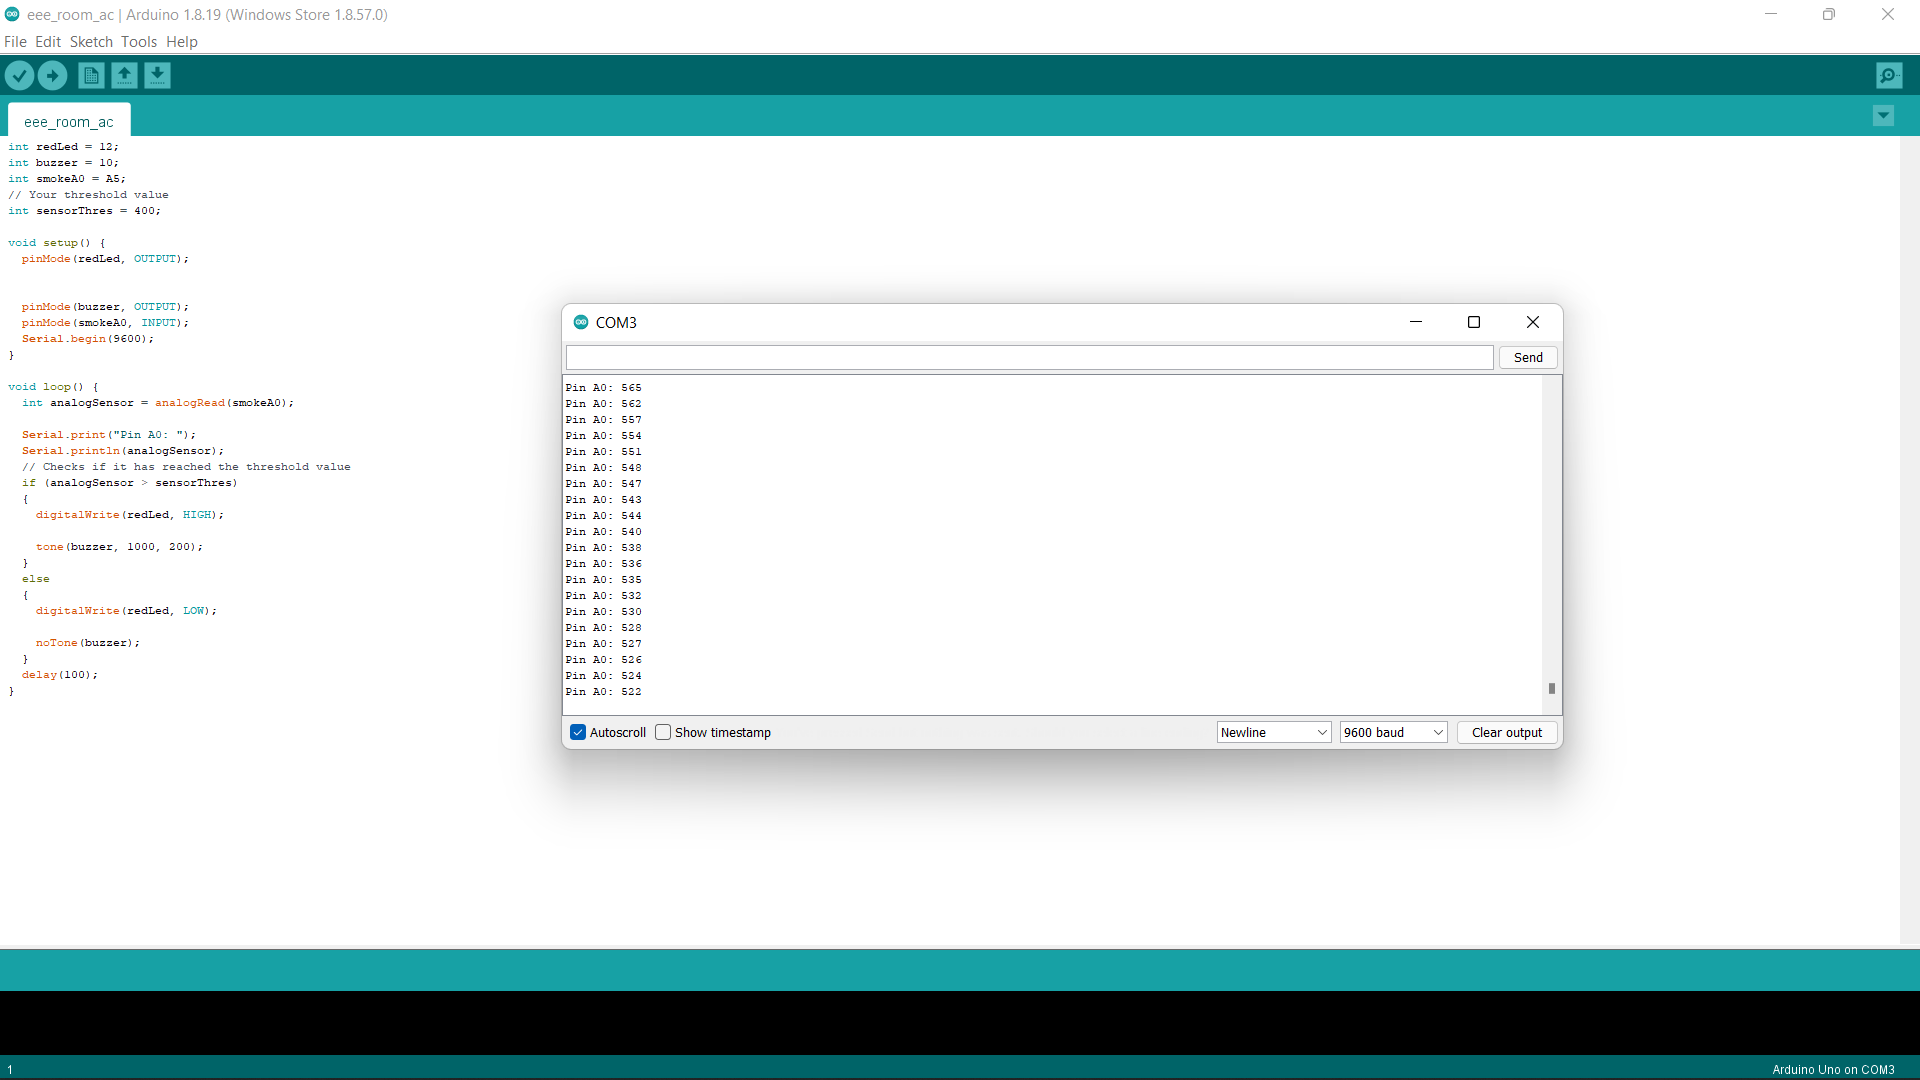 eee_room_ac | Arduino 1.8.19 (Windows Store 1.8.57.0)
File Edit Sketch Tools Help
eee_room_ac
int redLed = 12;
int buzzer = 10;
int smokeA0 = A5;
// Your threshold value
int sensorThres = 400;
void setup() {
pinMode(redLed, OUTPUT);
pinMode(buzzer, OUTPUT);
pinMode(smokeA0, INPUT);
Serial.begin(9600);
}
void loop() {
int analogSensor = analogRead(smokeA0);
Serial.print("Pin A0: ");
Serial.println(analogSensor);
// Checks if it has reached the threshold value
if (analogSensor > sensorThres)
{
digitalWrite(redLed, HIGH);
tone(buzzer, 1000, 200);
}
else
{
digitalWrite(redLed, LOW);
noTone(buzzer);
}
delay(100);
}
COM3
Send
Pin A0: 565
Pin A0: 562
Pin A0: 557
Pin A0: 554
Pin A0: 551
Pin A0: 548
Pin A0: 547
Pin A0: 543
Pin A0: 544
Pin A0: 540
Pin A0: 538
Pin A0: 536
Pin A0: 535
Pin A0: 532
Pin A0: 530
Pin A0: 528
Pin A0: 527
Pin A0: 526
Pin A0: 524
Pin A0: 522
Autoscroll Show timestamp Newline 9600 baud Clear output
1 Arduino Uno on COM3